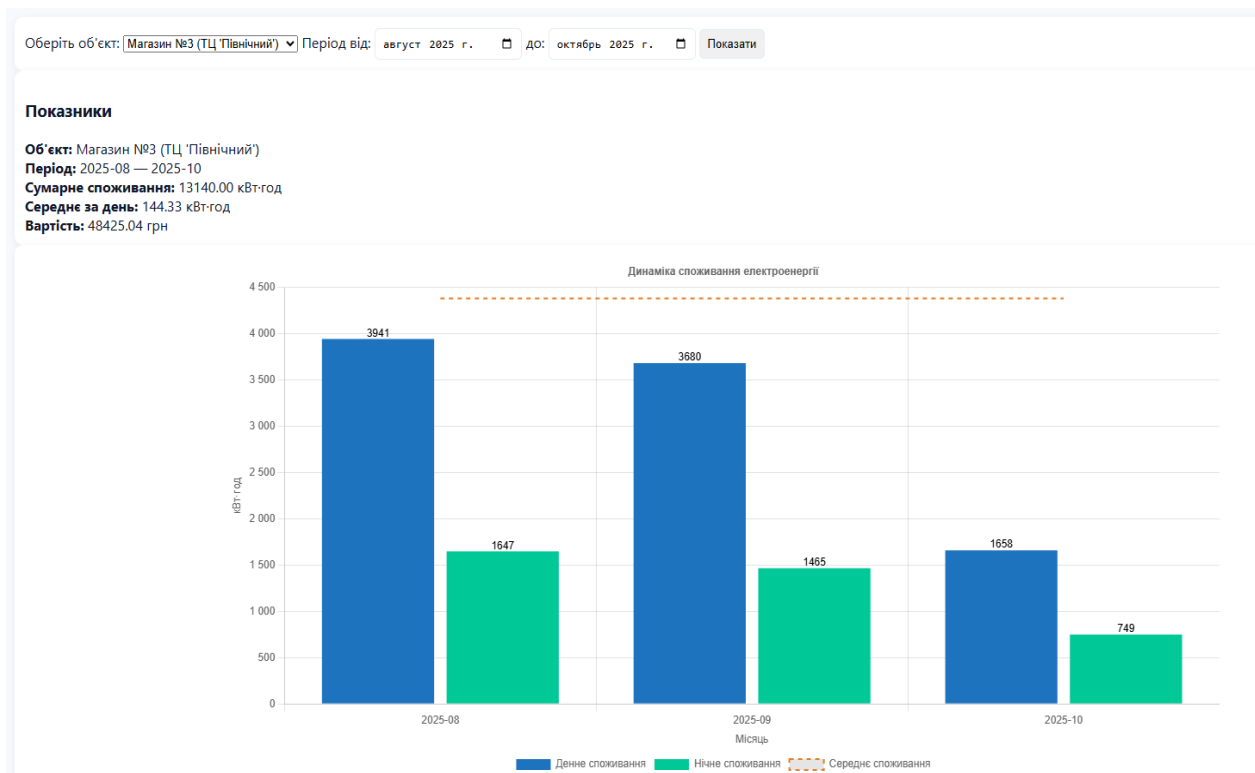 Оберіть об'єкт: Магазин №3 (ТЦ 'Північний') Період від: август 2025 г. до: октябрь 2025 г. Показати
Показники
Об'єкт: Магазин №3 (ТЦ 'Північний')
Період: 2025-08 — 2025-10
Сумарне споживання: 13140.00 кВт·год
Середнє за день: 144.33 кВт·год
Вартість: 48425.04 грн
Динаміка споживання електроенергії
4 500
4 000
3 500
3 000
2 500
2 000
1 500
1 000
500
0
кВт·год
3941
1647
3680
1465
1658
749
2025-08 2025-09 2025-10
Місяць
Денне споживання Нічне споживання Середнє споживання